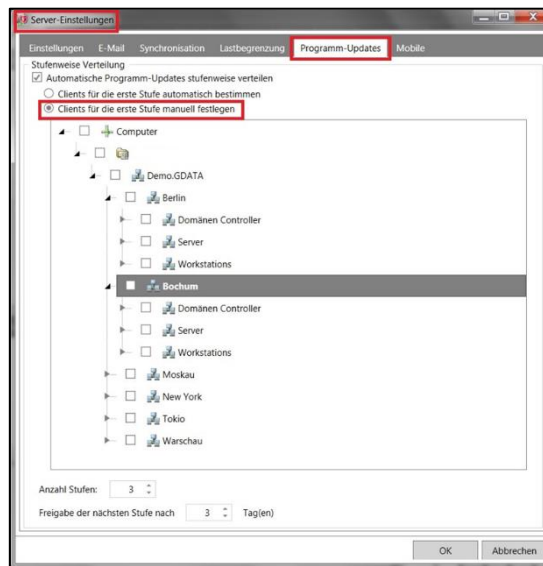 Server-Einstellungen
Einstellungen E-Mail Synchronisation Lastbegrenzung Programm-Updates Mobile
Stufenweise Verteilung
Automatische Programm-Updates stufenweise verteilen
Clients für die erste Stufe automatisch bestimmen
Clients für die erste Stufe manuell festlegen
Computer
Demo.GDATA
Berlin
Domänen Controller
Server
Workstations
Bochum
Domänen Controller
Server
Workstations
Moskau
New York
Tokio
Warschau
Anzahl Stufen: 3
Freigabe der nächsten Stufe nach 3 Tag(en)
OK Abbrechen